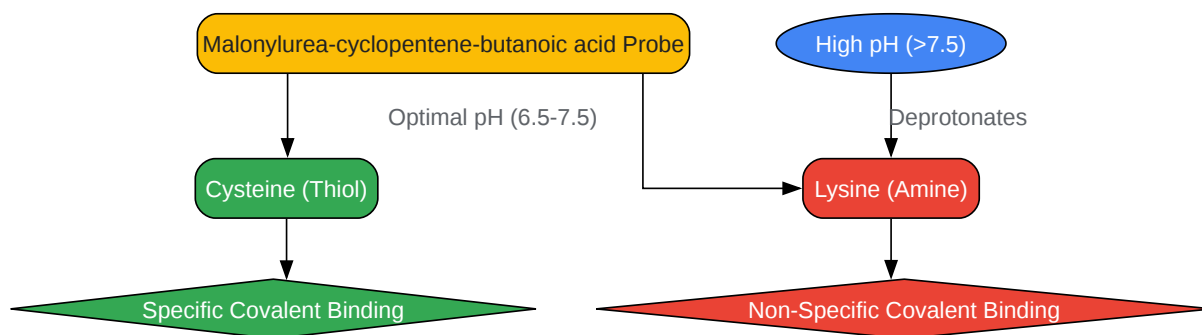 Malonylurea-cyclopentene-butanoic acid Probe
High pH (>7.5)
Optimal pH (6.5-7.5)
Deprotonates
Cysteine (Thiol)
Lysine (Amine)
Specific Covalent Binding
Non-Specific Covalent Binding